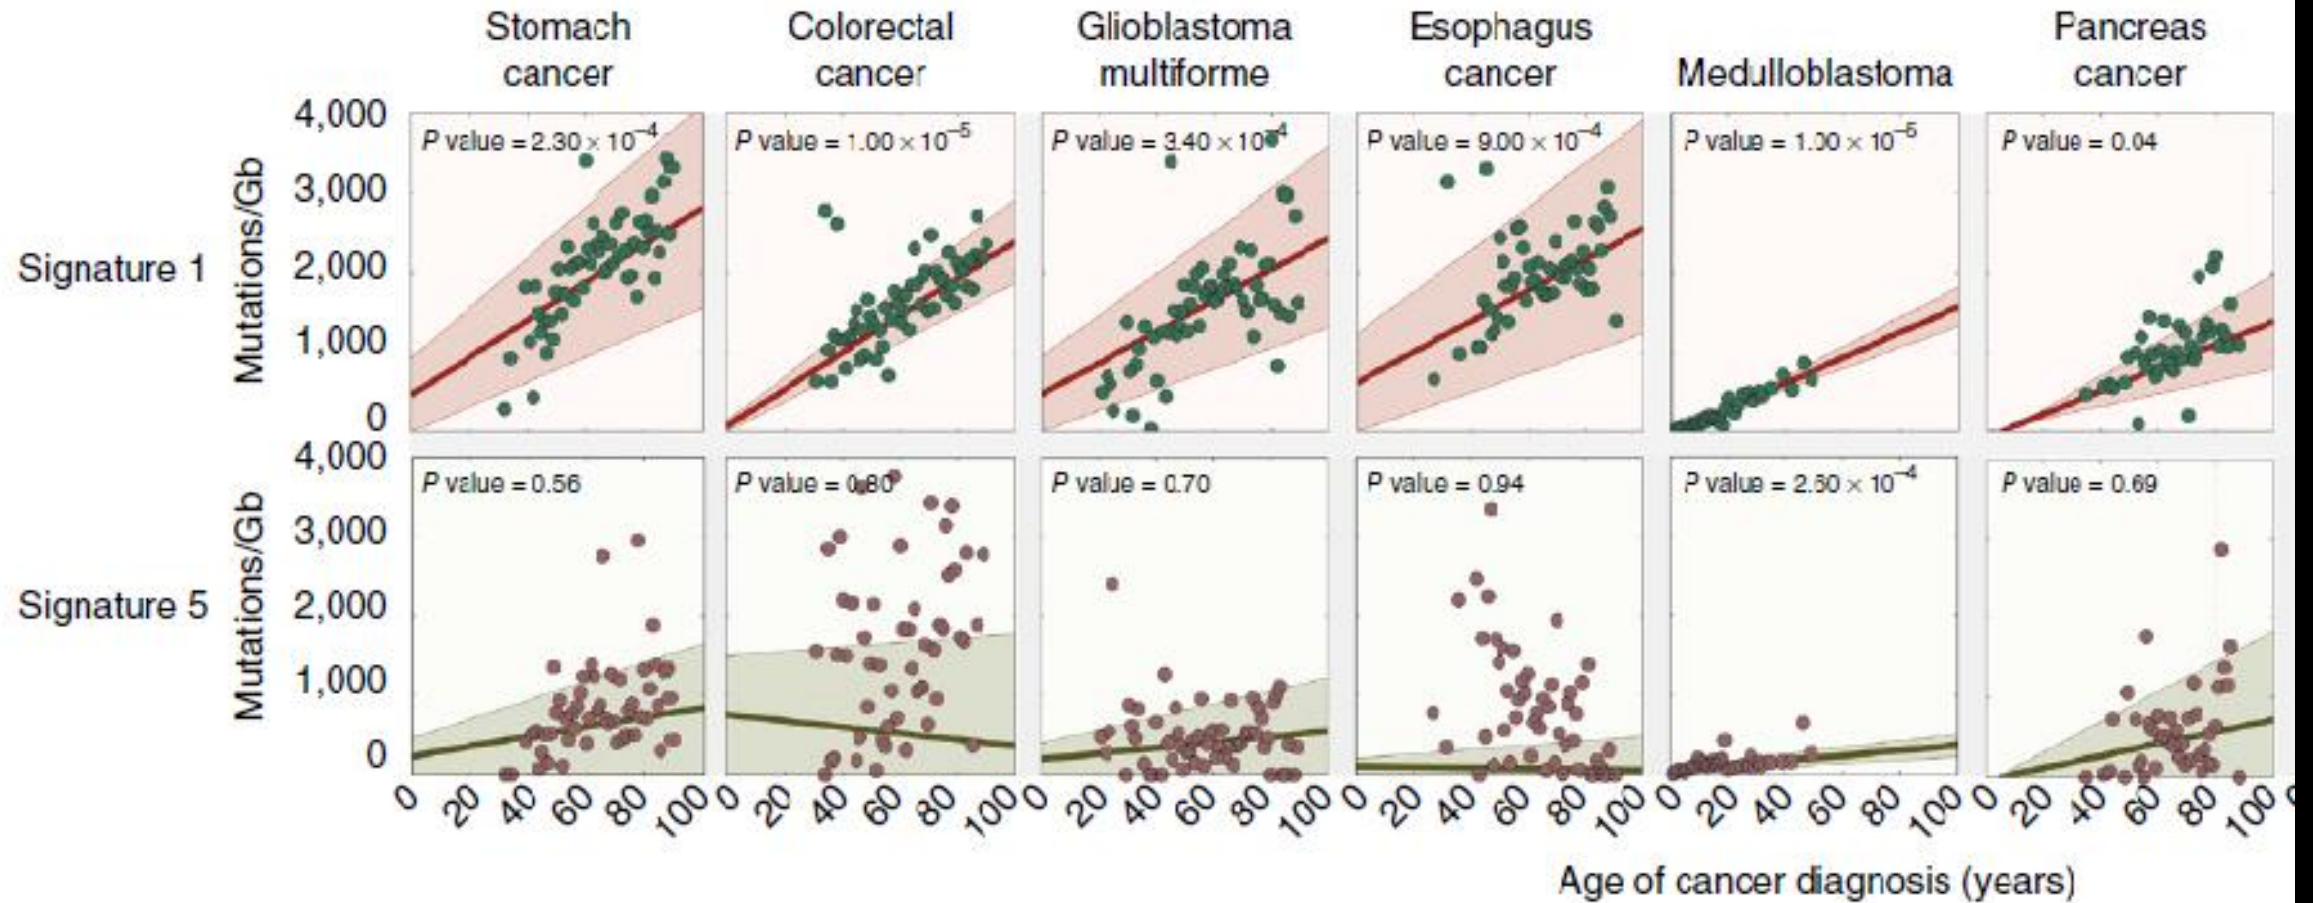 Stomach cancer
Colorectal cancer
Glioblastoma multiforme
Esophagus cancer
Medulloblastoma
Pancreas cancer
Signature 1
Mutations/Gb
4,000
3,000
2,000
1,000
0
P value = 2.30 × 10⁻⁴
P value = 1.00 × 10⁻⁵
P value = 3.40 × 10⁻⁴
P value = 9.00 × 10⁻⁴
P value = 1.00 × 10⁻⁵
P value = 0.04
Signature 5
Mutations/Gb
4,000
3,000
2,000
1,000
0
P value = 0.56
P value = 0.80
P value = 0.70
P value = 0.94
P value = 2.50 × 10⁻⁴
P value = 0.69
0 20 40 60 80 100
0 20 40 60 80 100
0 20 40 60 80 100
0 20 40 60 80 100
0 20 40 60 80 100
0 20 40 60 80 100
Age of cancer diagnosis (years)